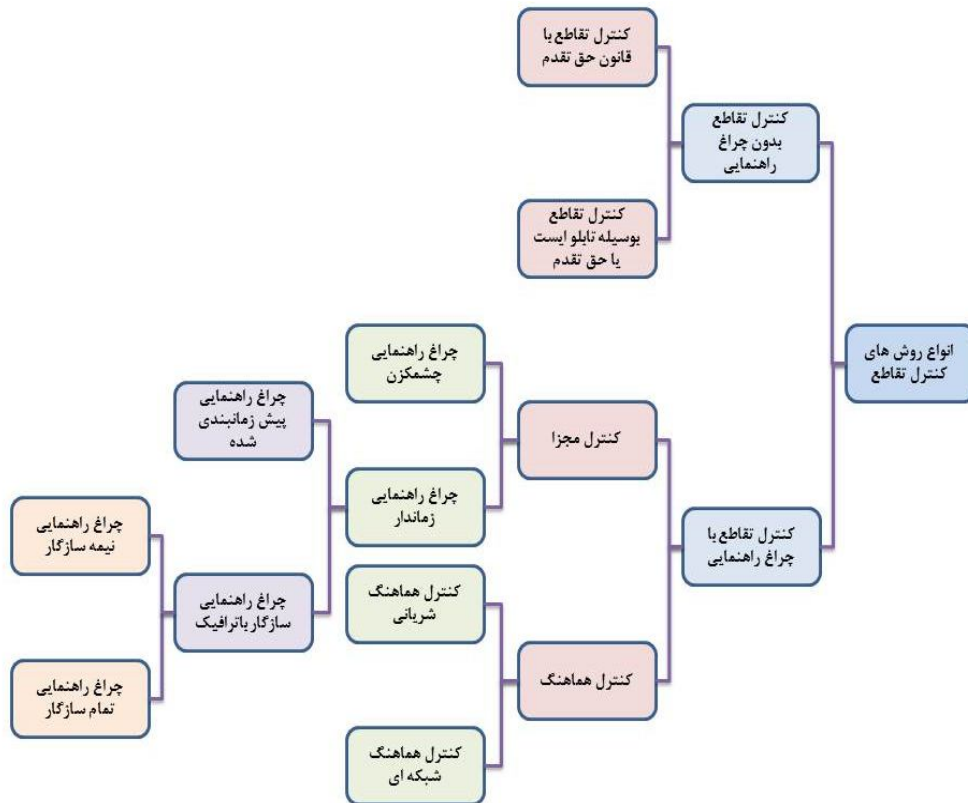 انواع روش های
کنترل تقاطع
کنترل تقاطع
بدون چراغ
راهنمایی
کنترل تقاطع با
قانون حق تقدم
کنترل تقاطع
بوسیله تابلو ایست
یا حق تقدم
کنترل تقاطع با
چراغ راهنمایی
کنترل مجزا
چراغ راهنمایی
چشمکزن
چراغ راهنمایی
زماندار
چراغ راهنمایی
پیش زمانبندی
شده
چراغ راهنمایی
سازگار باترافیک
چراغ راهنمایی
نیمه سازگار
چراغ راهنمایی
تمام سازگار
کنترل هماهنگ
کنترل هماهنگ
شریانی
کنترل هماهنگ
شبکه ای